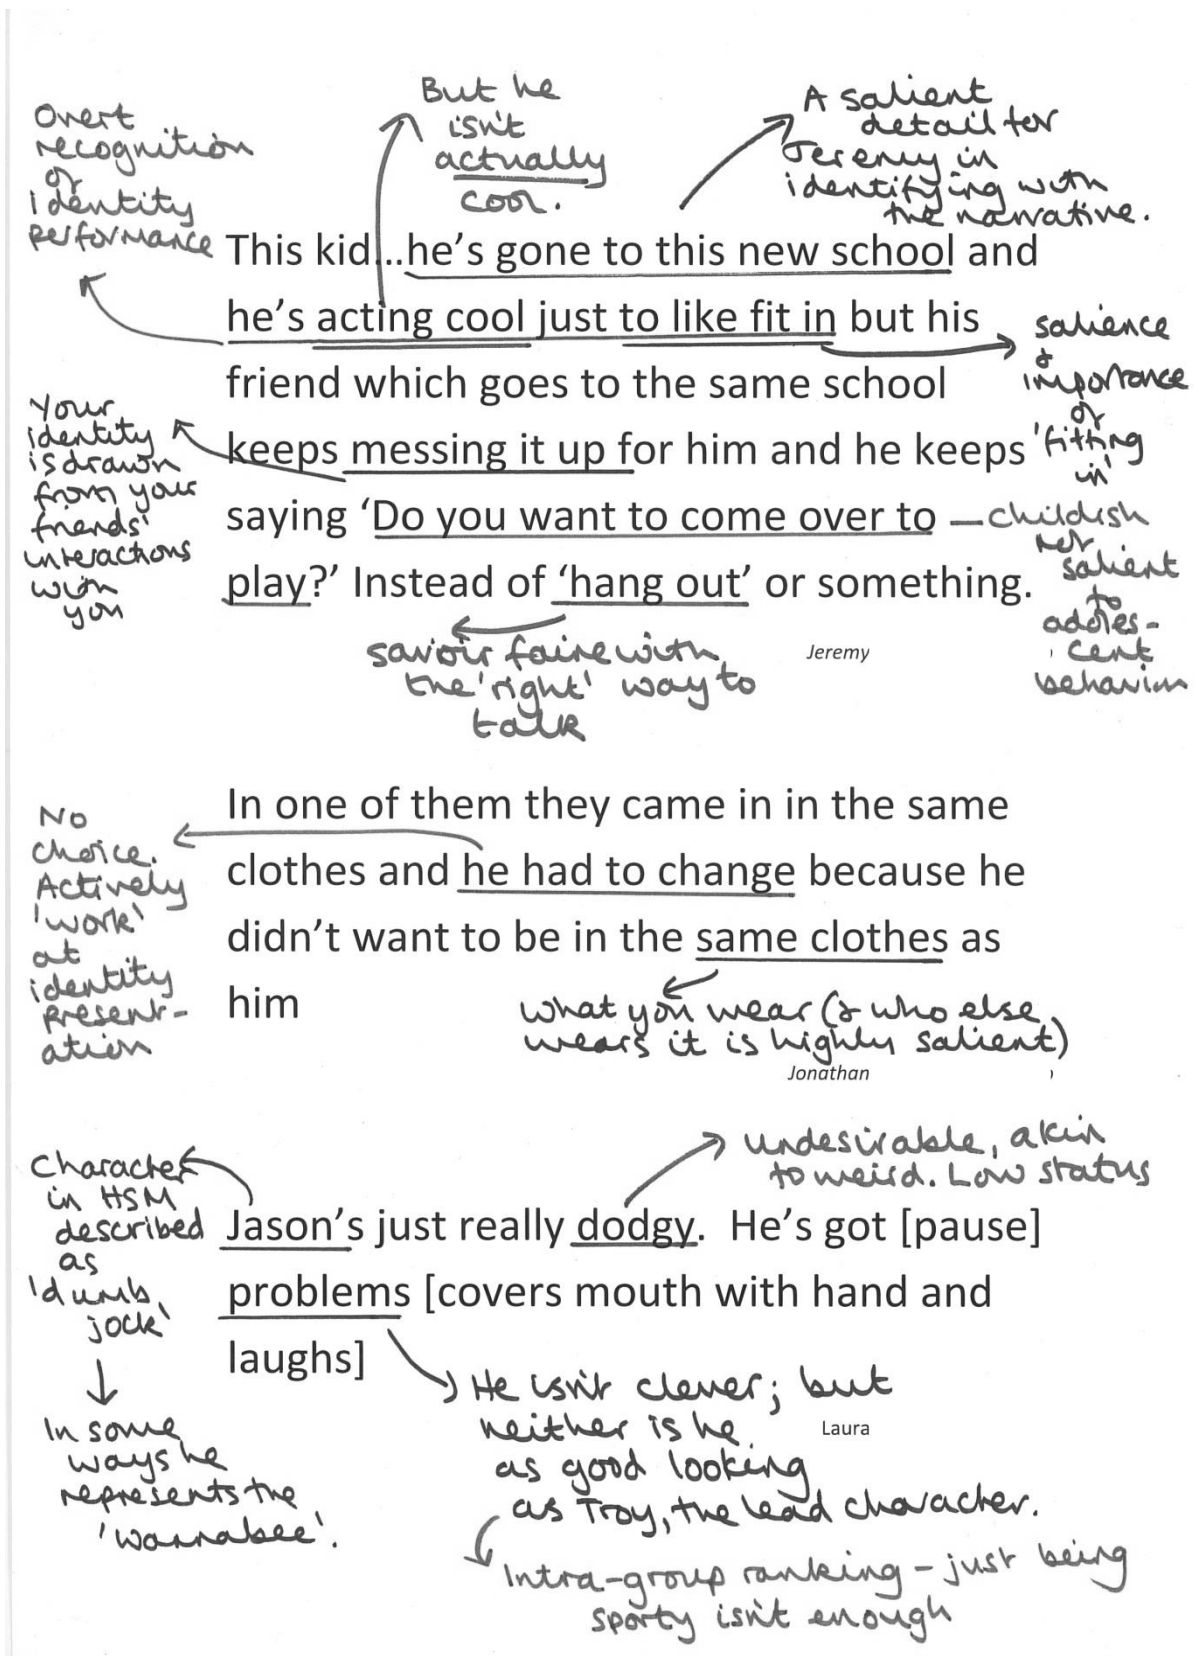 But he
isn't
actually
cool.
A salient
detail for
Jeremy in
identifying with
the narrative.
Overt
recognition
of
identity
performance
This kid...he's gone to this new school and
he's acting cool just to like fit in but his
friend which goes to the same school
keeps messing it up for him and he keeps
saying 'Do you want to come over to
play?' Instead of 'hang out' or something.
salience
&
importance
of
'fitting
in'
Your
identity
is drawn
from your
friends'
interactions
with
you
– childish
not
salient
to
adoles-
cent
behaviour
savoir faire with
the 'right' way to
talk
Jeremy
In one of them they came in in the same
clothes and he had to change because he
didn't want to be in the same clothes as
him
No
choice.
Actively
'work'
at
identity
present-
ation
what you wear (& who else
wears it is highly salient)
Jonathan
undesirable, akin
to weird. Low status
Character
in HSM
described
as
'dumb
jock'
Jason's just really dodgy.  He's got [pause]
problems [covers mouth with hand and
laughs]
In some
ways he
represents the
'wannabee'.
He isn't clever; but
neither is he
as good looking
as Troy, the lead character.
Laura
Intra-group ranking – just being
sporty isn't enough